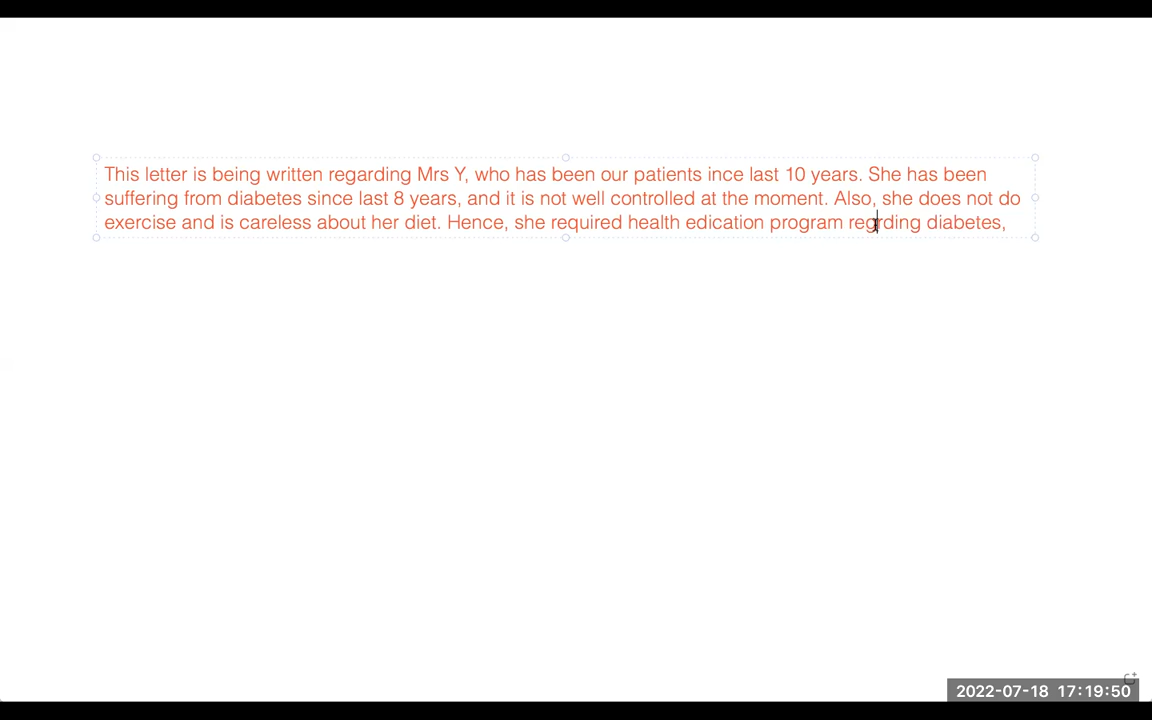 This letter is being written regarding Mrs Y, who has been our patients ince last 10 years. She has been
suffering from diabetes since last 8 years, and it is not well controlled at the moment. Also, she does not do
exercise and is careless about her diet. Hence, she required health edication program regrding diabetes,
2022-07-18 17:19:50